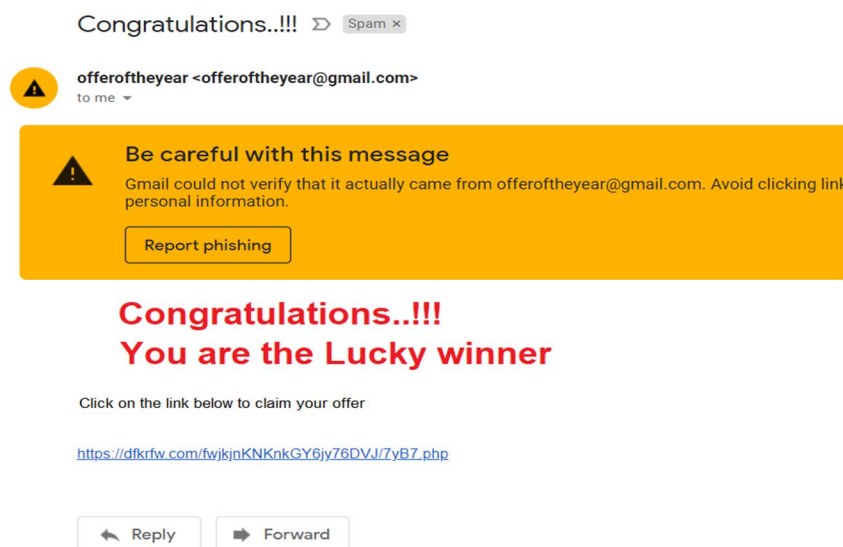 Congratulations..!!! Spam ×
offeroftheyear <offeroftheyear@gmail.com>
to me
Be careful with this message
Gmail could not verify that it actually came from offeroftheyear@gmail.com. Avoid clicking lin
personal information.
Report phishing
Congratulations..!!!
You are the Lucky winner
Click on the link below to claim your offer
https://dfkrfw.com/fwjkjnKNKnkGY6jy76DVJ/7yB7.php
Reply Forward